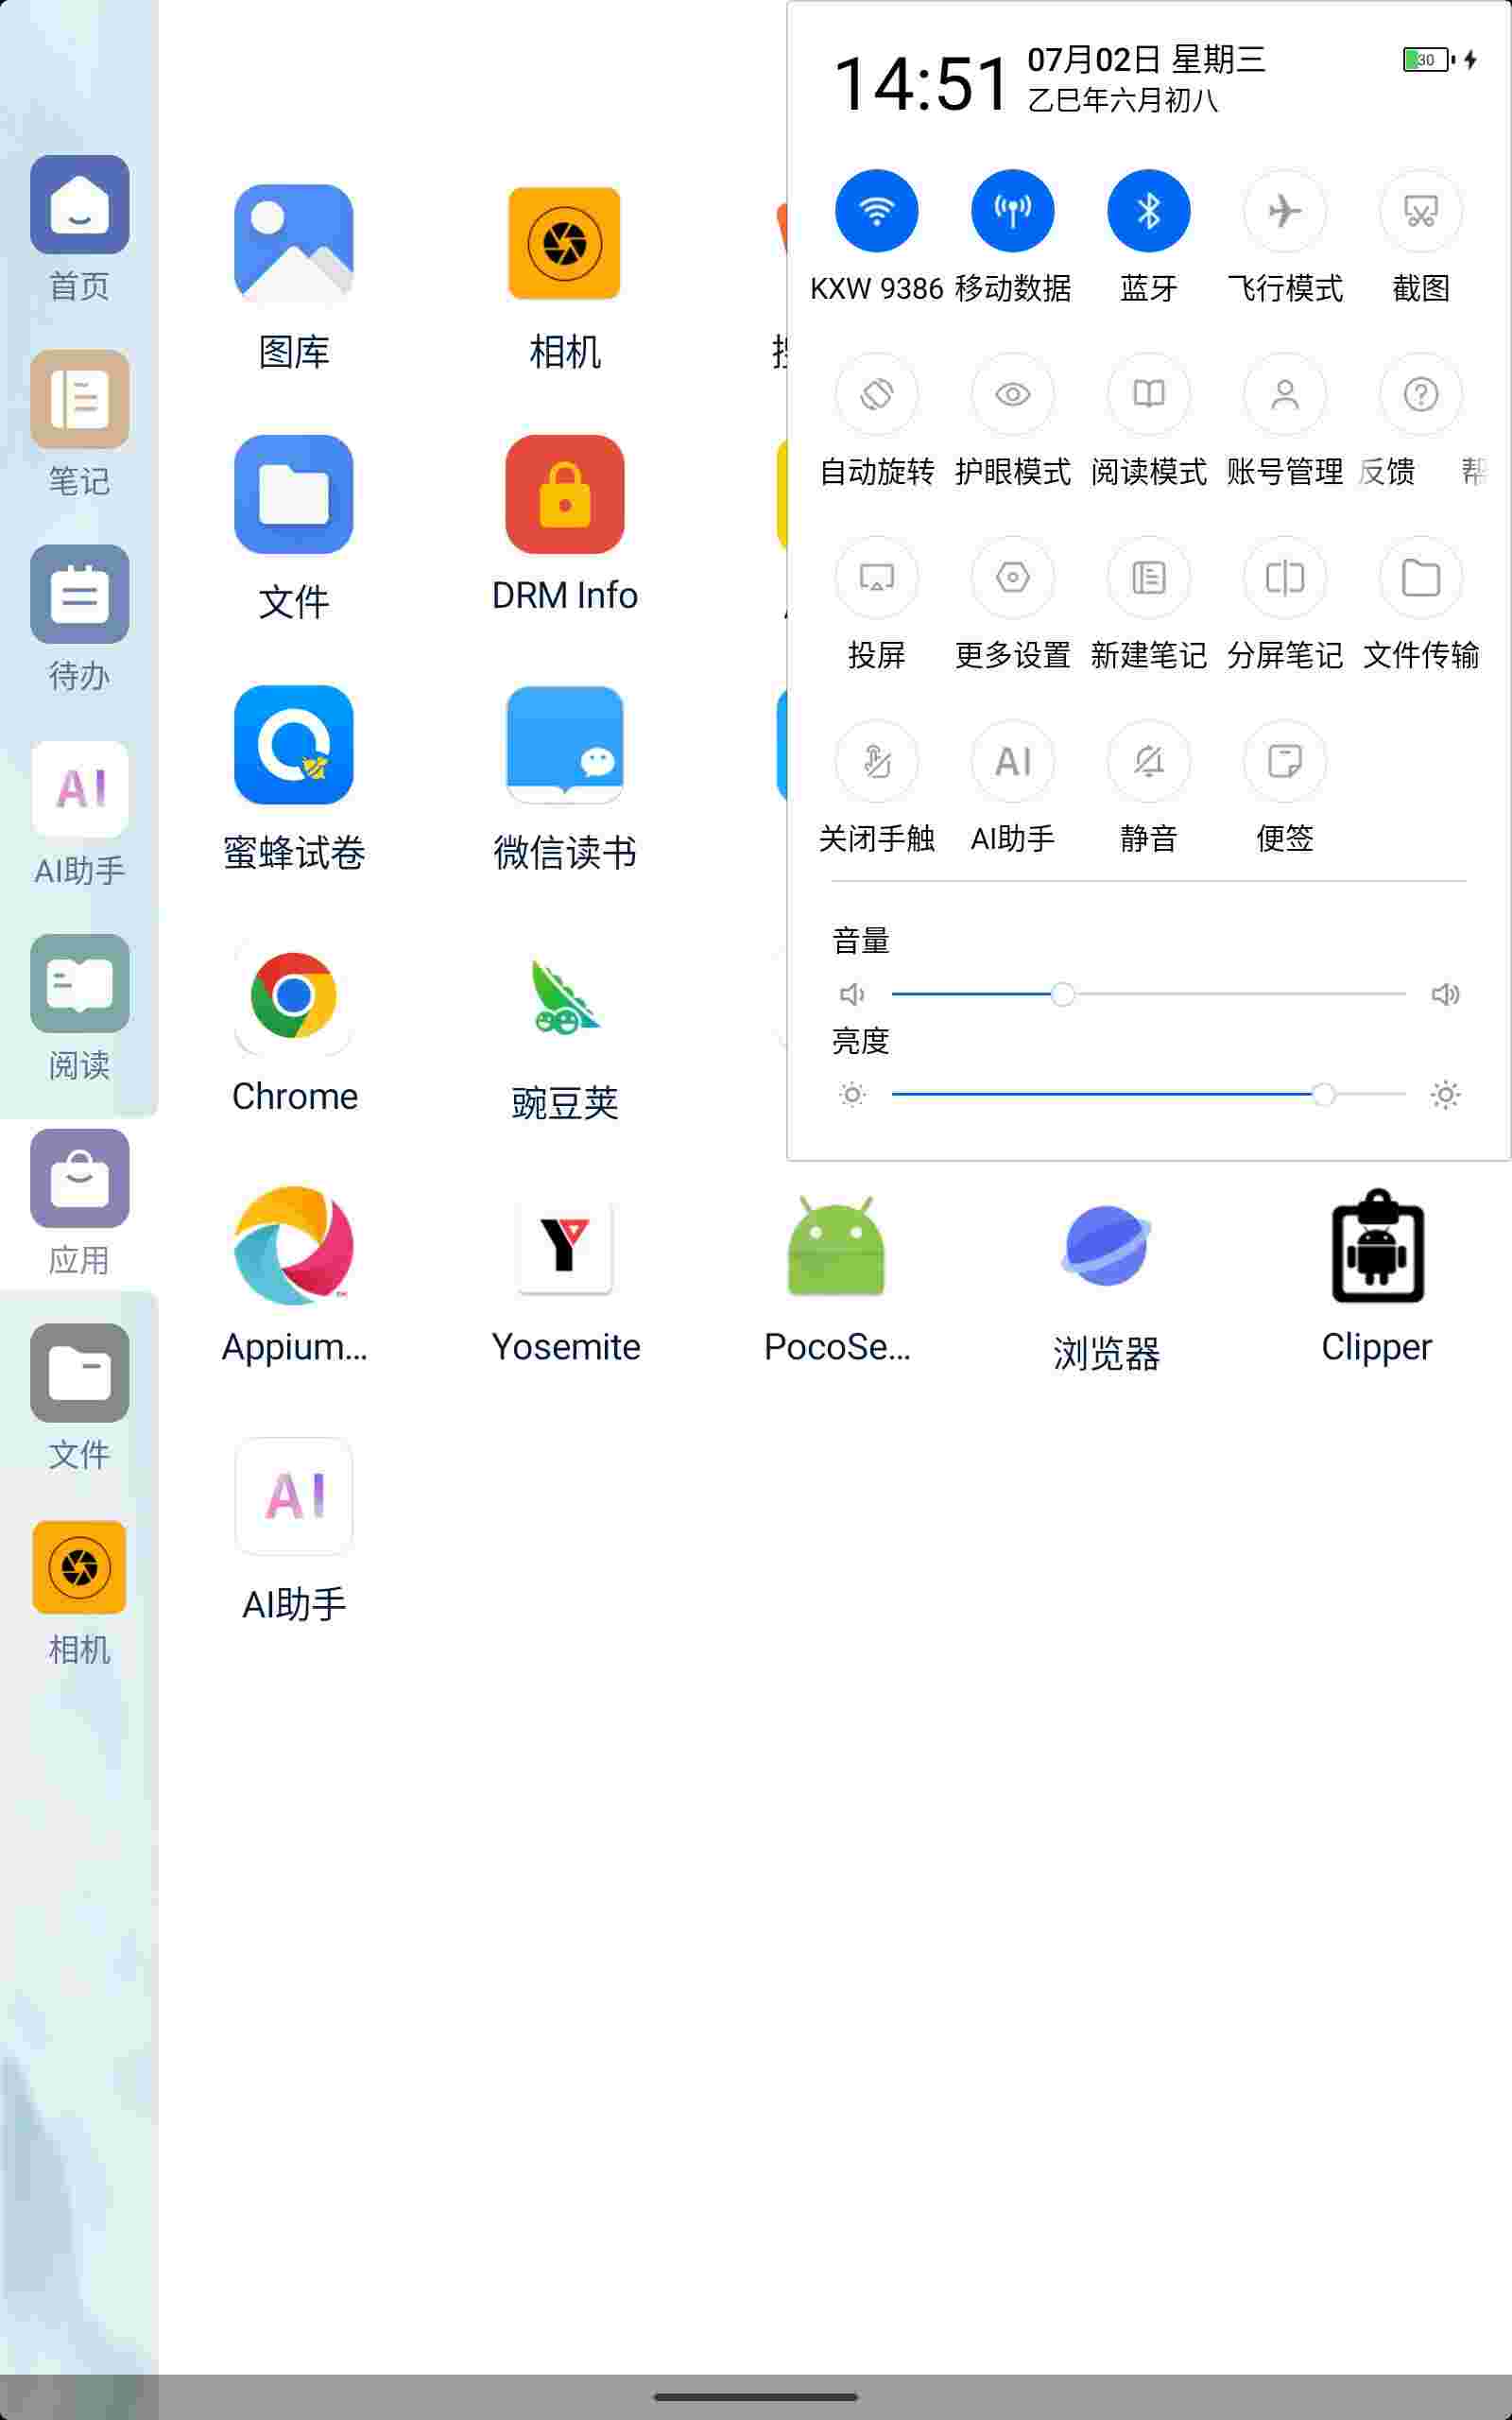 14:51
07月02日 星期三
乙巳年六月初八
30
KXW 9386 移动数据 蓝牙 飞行模式 截图
自动旋转 护眼模式 阅读模式 账号管理 反馈 帮
投屏 更多设置 新建笔记 分屏笔记 文件传输
关闭手触 AI助手 静音 便签
音量
亮度
首页
笔记
待办
AI
AI助手
阅读
应用
文件
相机
图库 相机
文件 DRM Info
蜜蜂试卷 微信读书
Chrome 豌豆荚
Appium... Yosemite PocoSe... 浏览器 Clipper
AI
AI助手